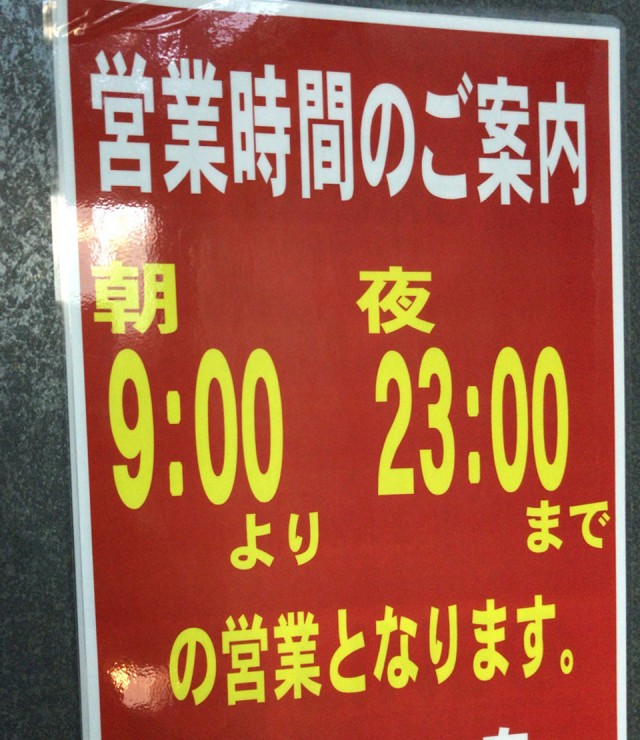 営業時間のご案内
朝 夜
9:00 23:00
より まで
の営業となります。